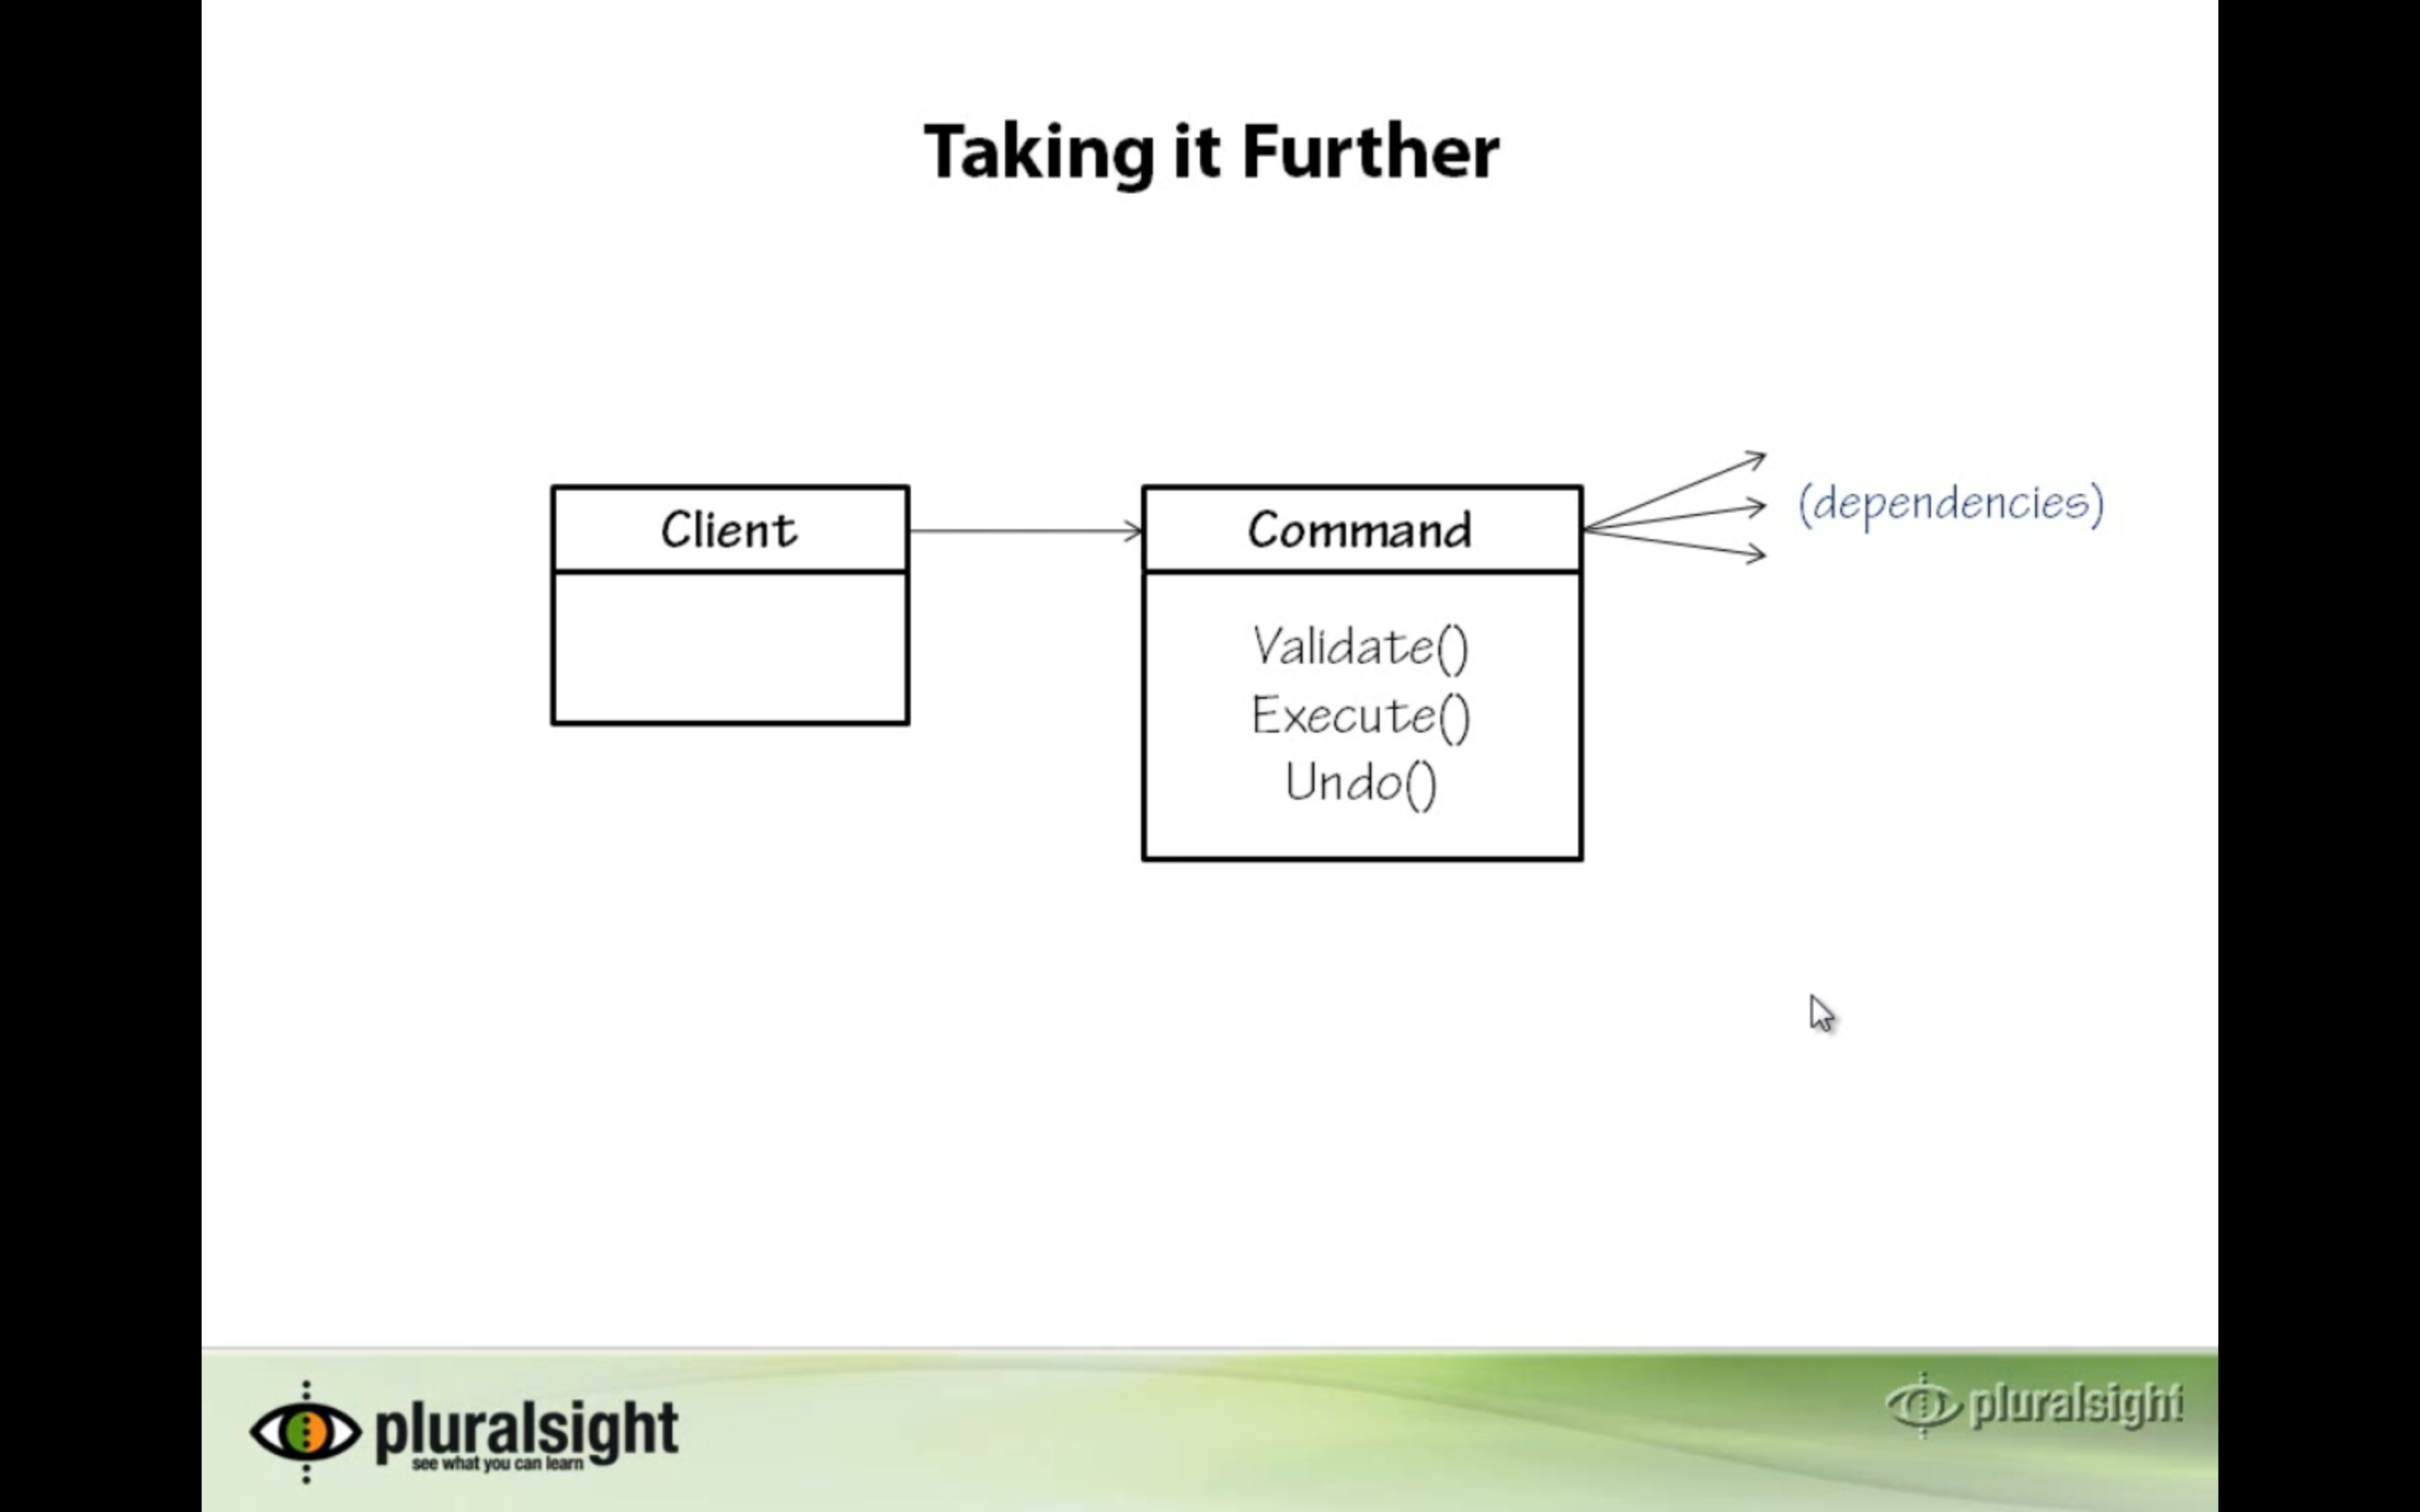 Taking it Further
Client
Command
(dependencies)
Validate()
Execute()
Undo()
pluralsight
see what you can learn
pluralsight